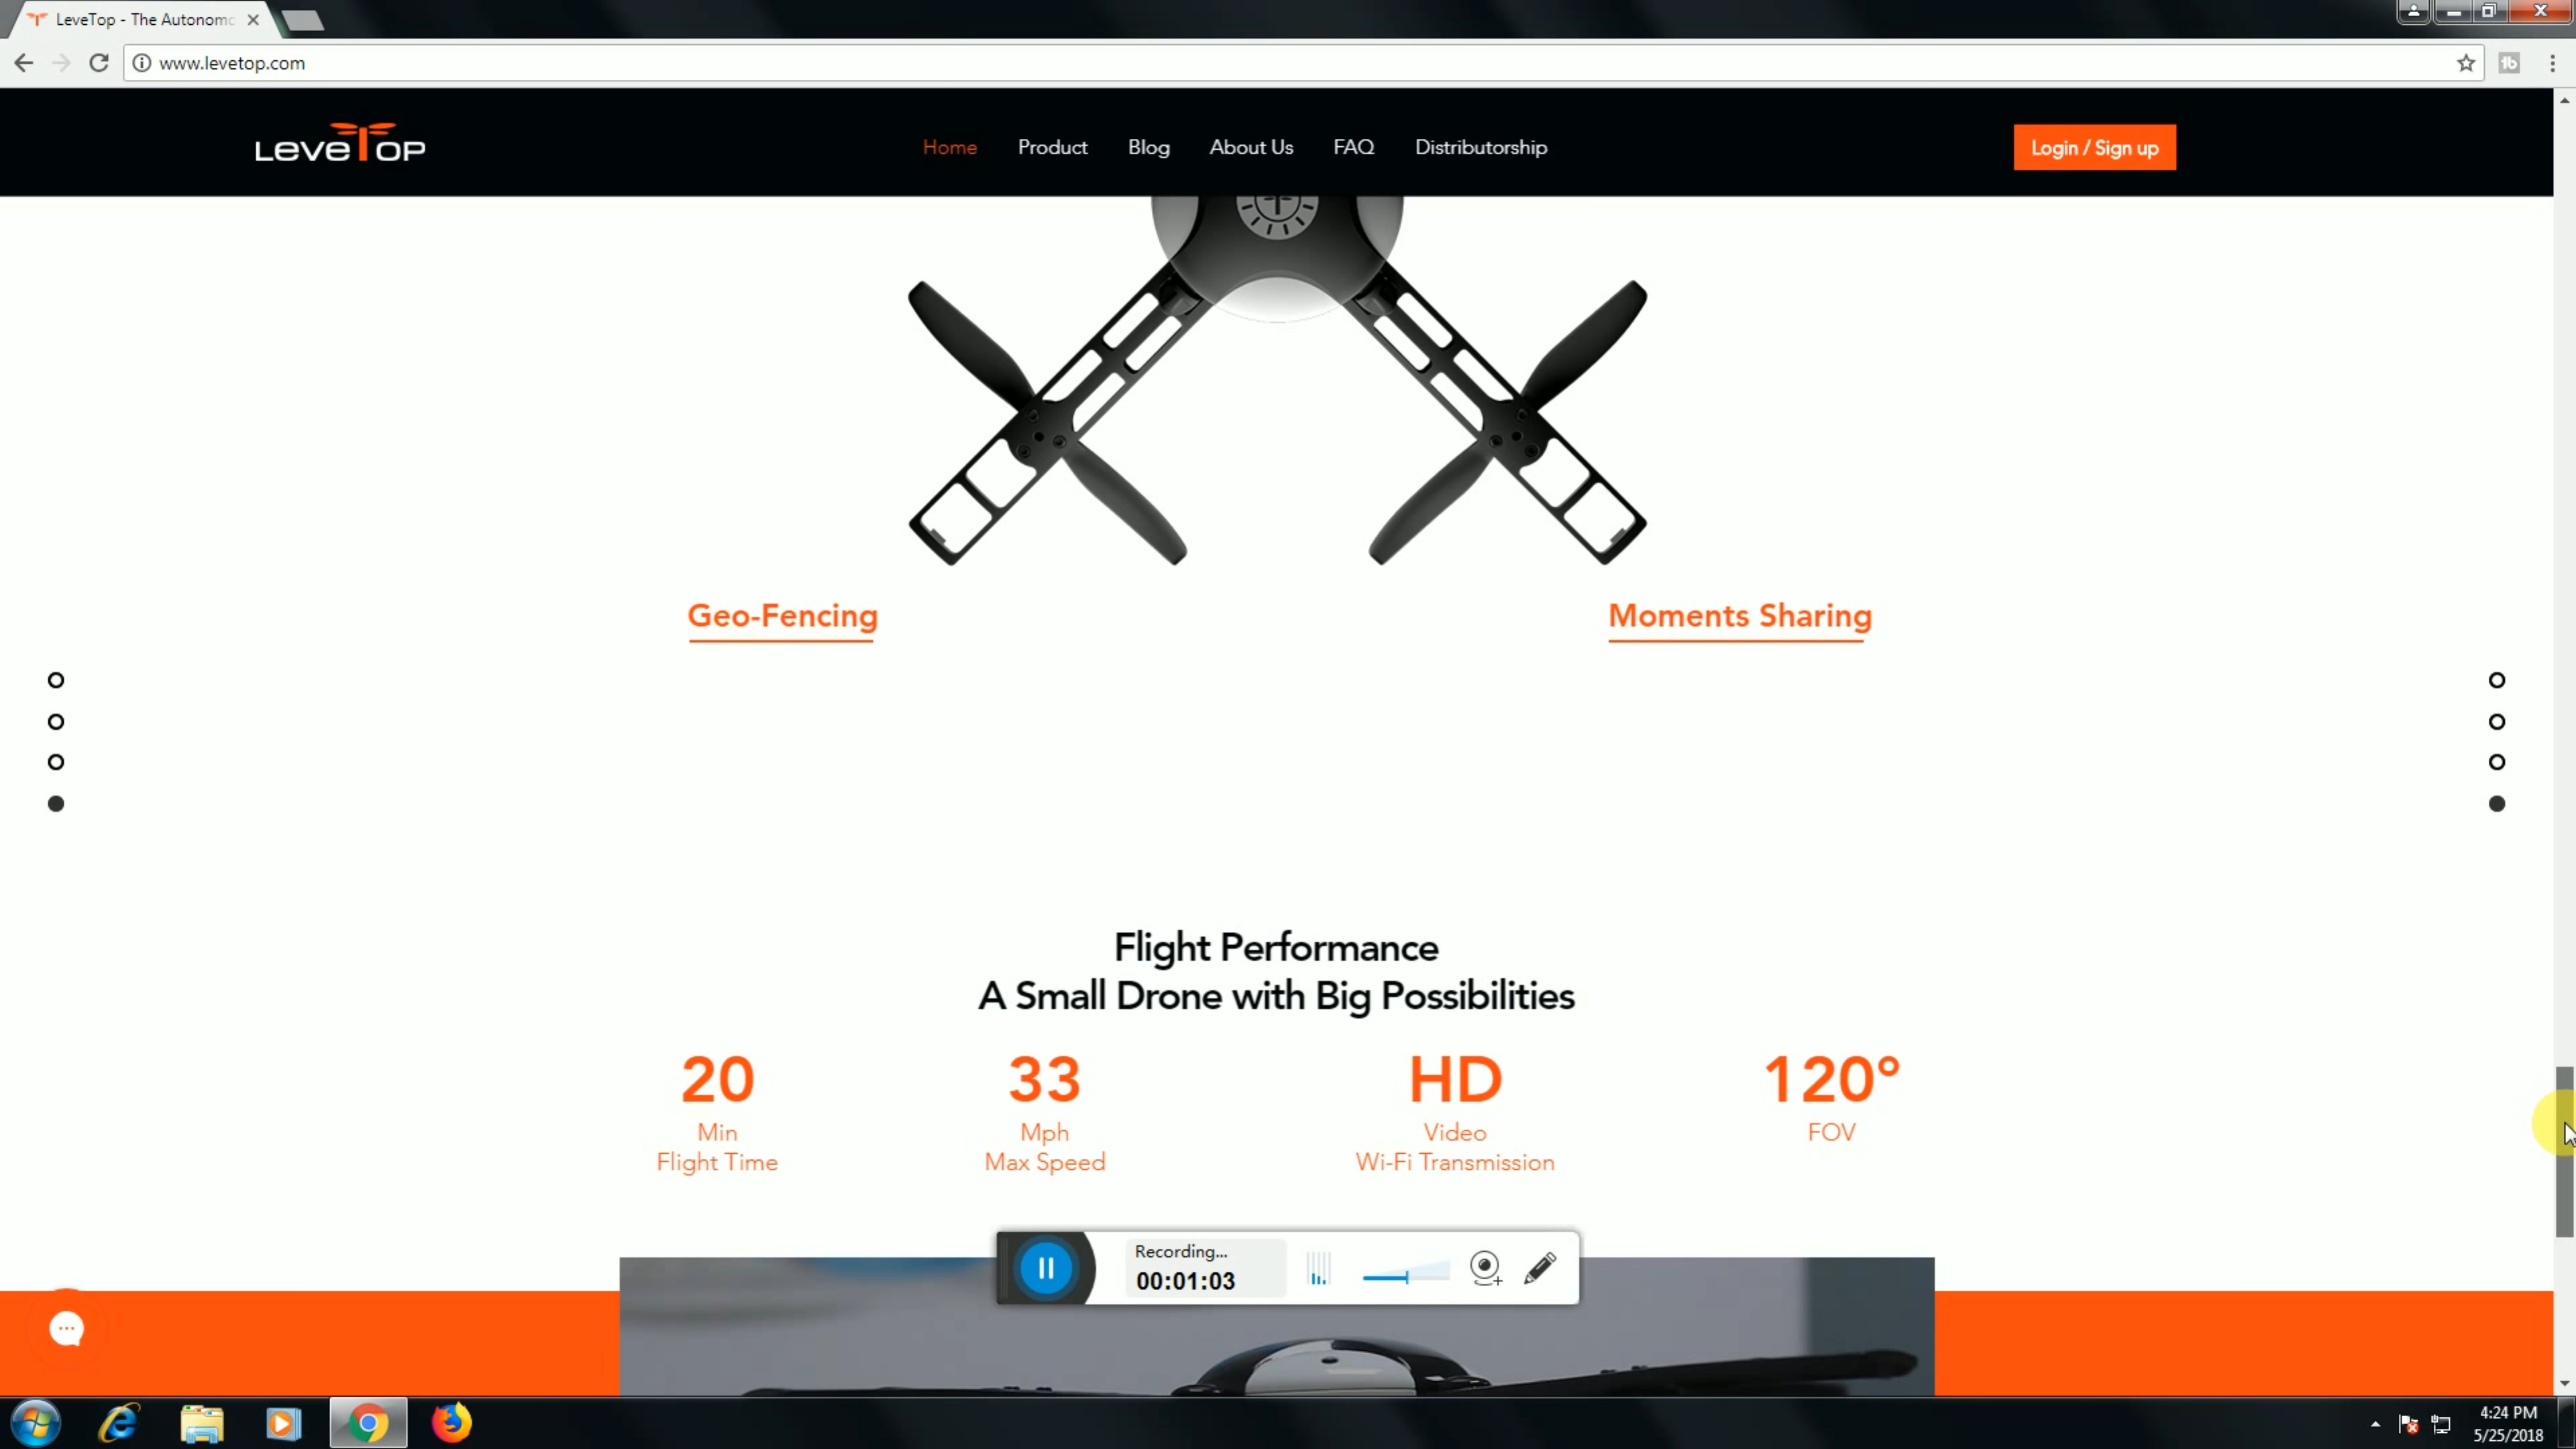 LeveTop - The Autonomo
www.levetop.com
LeveTop
Home
Product
Blog
About Us
FAQ
Distributorship
Login / Sign up
Geo-Fencing
Moments Sharing
Flight Performance
A Small Drone with Big Possibilities
20
Min
Flight Time
33
Mph
Max Speed
HD
Video
Wi-Fi Transmission
120°
FOV
Recording...
00:01:03
4:24 PM
5/25/2018